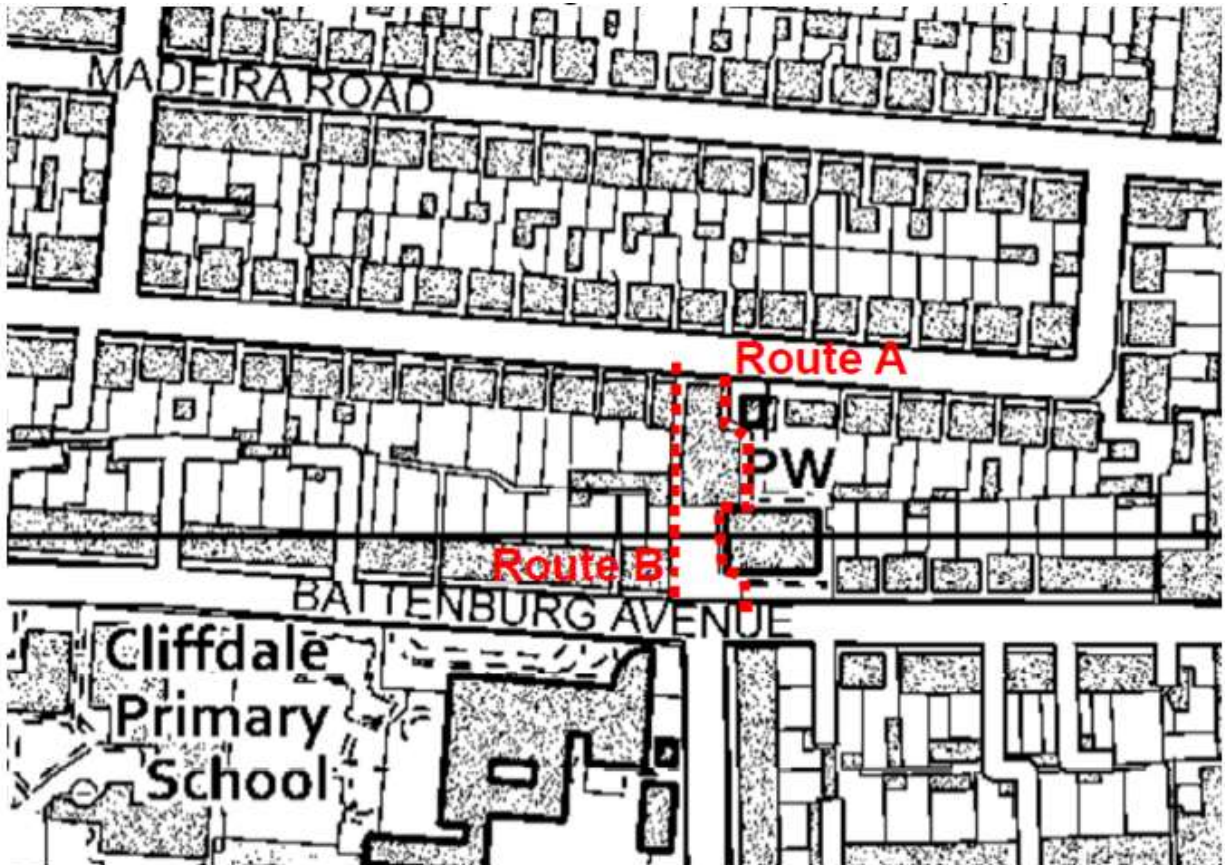 MADEIRA ROAD
Route A
PW
Route B
BATTENBURG AVENUE
Cliffdale
Primary
School